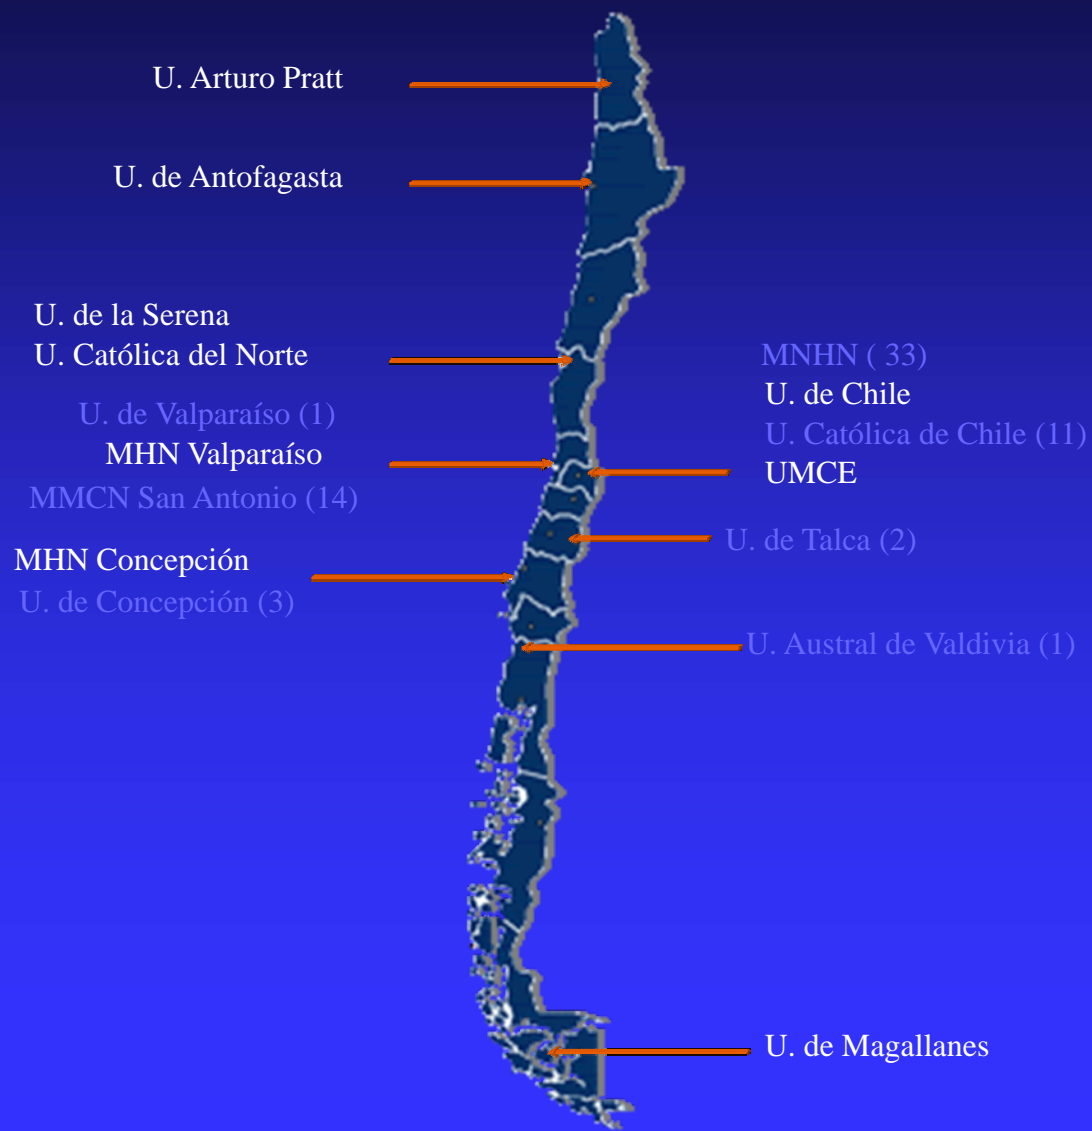 U. Arturo Pratt
U. de Antofagasta
U. de la Serena
U. Católica del Norte
MNHN ( 33)
U. de Chile
U. de Valparaíso (1)
U. Católica de Chile (11)
MHN Valparaíso
UMCE
MMCN San Antonio (14)
U. de Talca (2)
MHN Concepción
U. de Concepción (3)
U. Austral de Valdivia (1)
U. de Magallanes